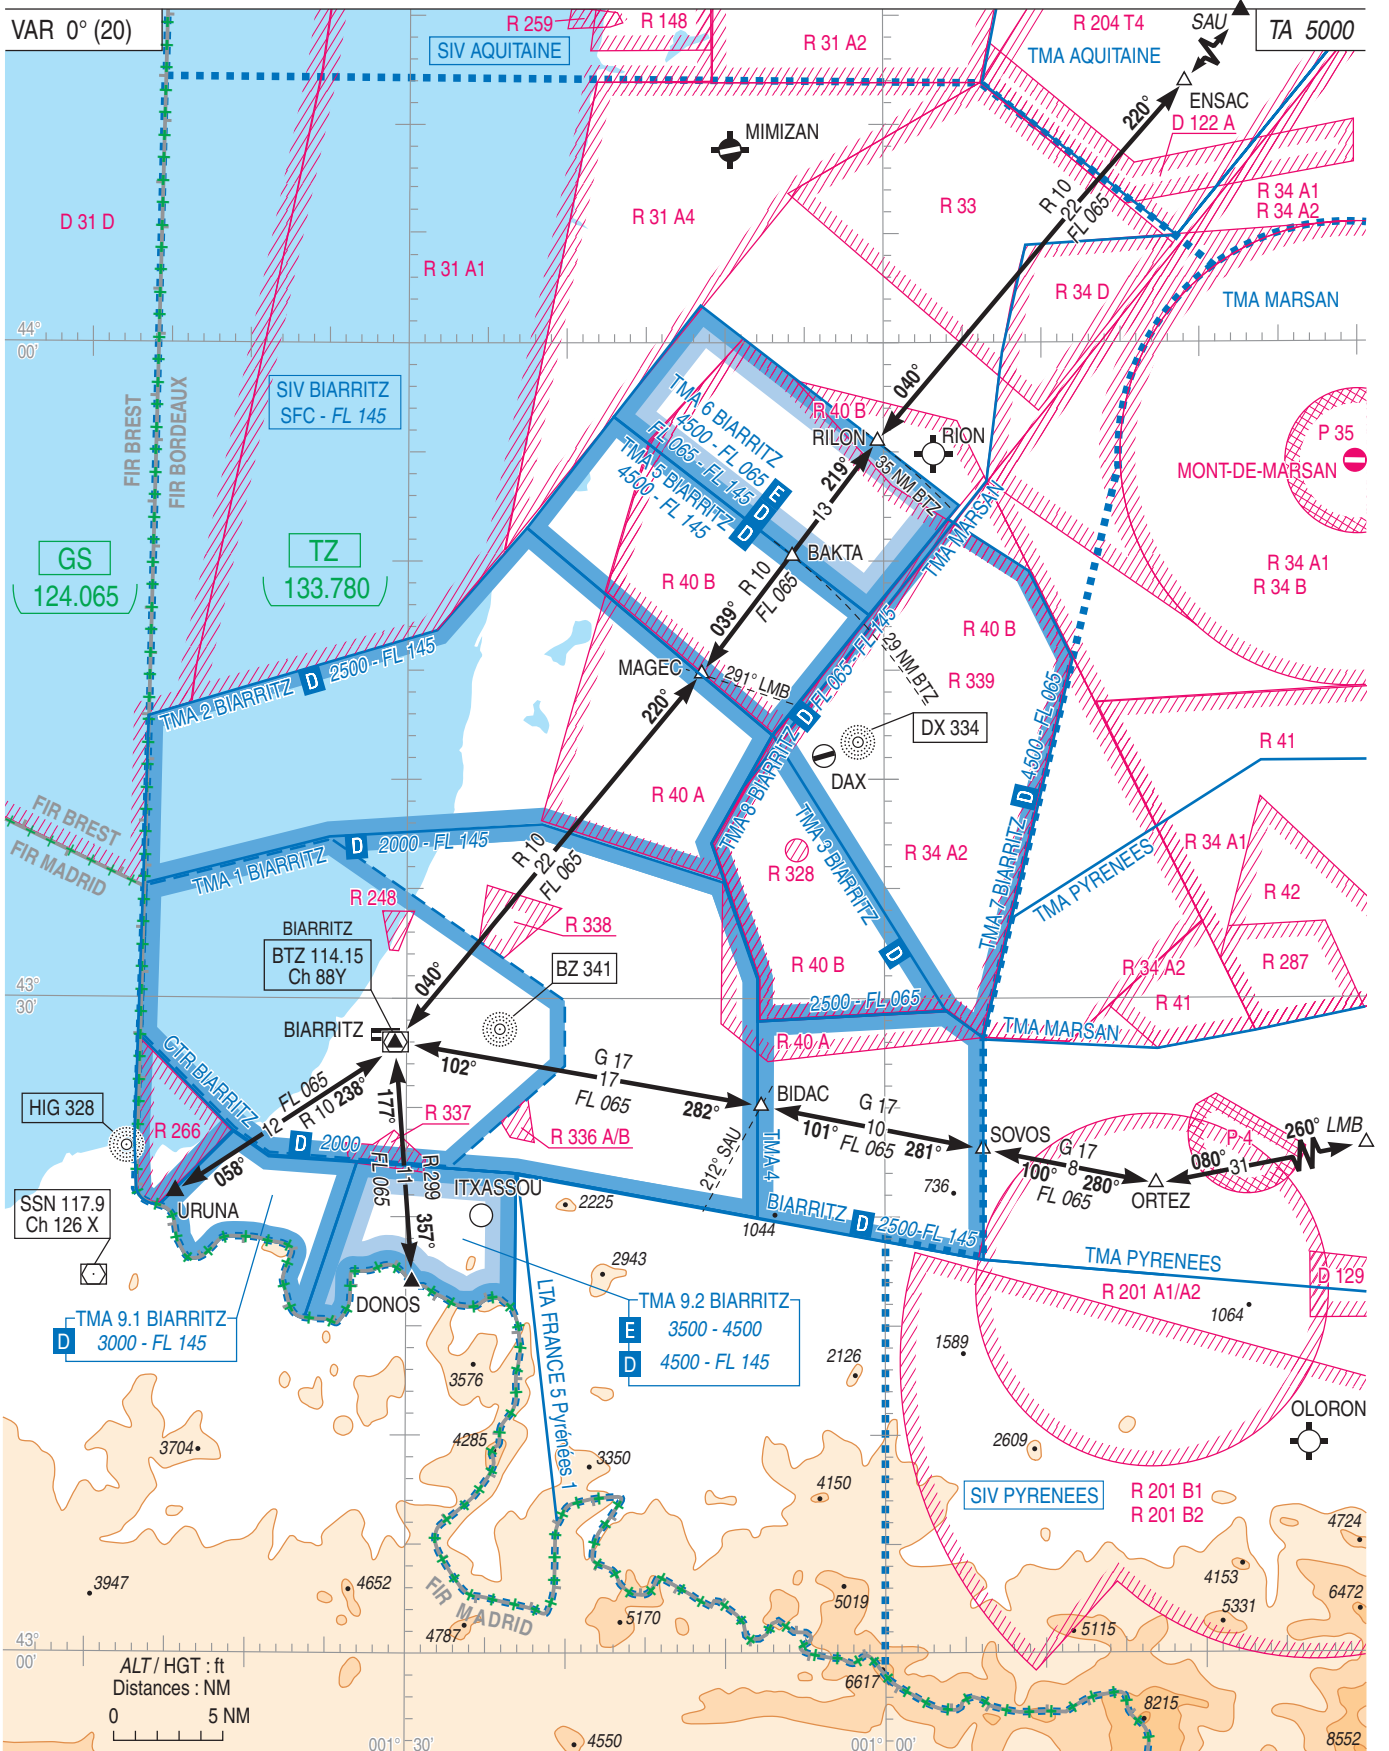 VAR 0° (20)
R 259
R 148
SIV AQUITAINE
R 31 A2
R 204 T4
SAU
TA 5000
TMA AQUITAINE
ENSAC
220°
D 122 A
MIMIZAN
D 31 D
R 31 A4
R 33
R 10
22
FL 065
R 34 A1
R 34 A2
R 31 A1
R 34 D
TMA MARSAN
44°
00'
FIR BREST
FIR BORDEAUX
SIV BIARRITZ
SFC - FL 145
040°
R 40 B
RILON
RION
P 35
MONT-DE-MARSAN
TMA 6 BIARRITZ
4500 - FL 065
FL 065 - FL 145
E
D
TMA 5 BIARRITZ
4500 - FL 145
D
219°
13
35 NM BTZ
TMA MARSAN
BAKTA
GS
124.065
TZ
133.780
R 40 B
R 10
FL 065
039°
R 34 A1
R 34 B
R 40 B
R 339
29 NM BTZ
MAGEC
291° LMB
220°
TMA 2 BIARRITZ D 2500 - FL 145
TMA 8 BIARRITZ D FL 065 - FL 145
DX 334
DAX
R 41
TMA 7 BIARRITZ D 4500 - FL 065
R 40 A
FIR BREST
FIR MADRID
TMA 1 BIARRITZ D 2000 - FL 145
R 10
22
FL 065
TMA 3 BIARRITZ D
R 328
R 34 A2
TMA PYRENEES
R 34 A1
R 42
R 248
R 338
BIARRITZ
BTZ 114.15
Ch 88Y
BZ 341
040°
R 40 B
R 34 A2
R 287
R 41
43°
30'
2500 - FL 065
TMA MARSAN
BIARRITZ
R 40 A
CTR BIARRITZ
102°
G 17
17
FL 065
282°
BIDAC
G 17
10
101° FL 065 281°
SOVOS
G 17
8
100° 280°
FL 065
ORTEZ
P 4
080° 31
260° LMB
FL 065
12 R 10 238°
177°
R 337
R 336 A/B
HIG 328
R 266
D 2000
058°
FL 065
11
R 299
357°
ITXASSOU
212° SAU
TMA 4
BIARRITZ D 2500-FL 145
736
1044
2225
SSN 117.9
Ch 126 X
URUNA
DONOS
2943
TMA PYRENEES
R 201 A1/A2
D 129
1064
TMA 9.1 BIARRITZ
D 3000 - FL 145
LTA FRANCE 5 Pyrénées 1
TMA 9.2 BIARRITZ
E 3500 - 4500
D 4500 - FL 145
1589
2126
3576
OLORON
3704
4285
3350
2609
4150
SIV PYRENEES
R 201 B1
R 201 B2
4724
3947
4652
FIR MADRID
4787
5170
5019
4153
5331
6472
5115
43°
00'
ALT / HGT : ft
Distances : NM
0 5 NM
6617
8215
8552
4550
001° 30'
001° 00'